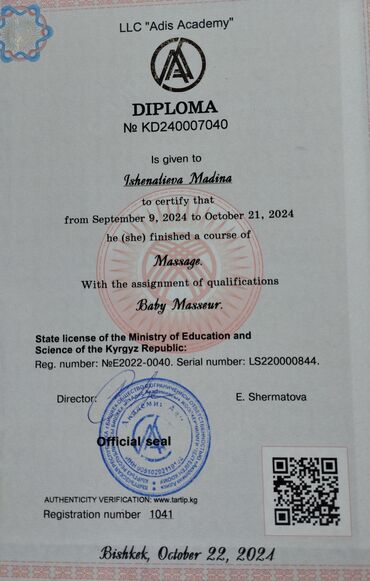 LLC "Adis Academy"
DIPLOMA
№ KD240007040
Is given to
Ishenalieva Madina
to certify that
from September 9, 2024 to October 21, 2024
he (she) finished a course of
Massage.
With the assignment of qualifications
Baby Masseur.
State license of the Ministry of Education and
Science of the Kyrgyz Republic:
Reg. number: №E2022-0040. Serial number: LS220000844.
Director:
E. Shermatova
Official seal
AUTHENTICITY VERIFICATION: www.tartip.kg
Registration number 1041
Bishkek, October 22, 2024